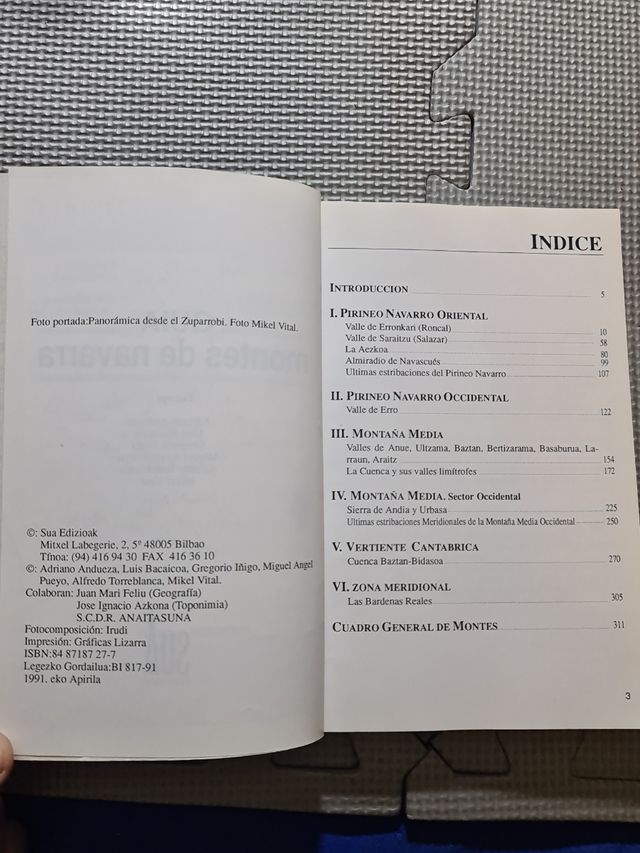 Foto portada:Panorámica desde el Zuparrobi. Foto Mikel Vital.
montes de navarra
©: Sua Edizioak
Mitxel Labegerie, 2, 5º 48005 Bilbao
Tfnoa: (94) 416 94 30 FAX 416 36 10
©: Adriano Andueza, Luis Bacaicoa, Gregorio Iñigo, Miguel Angel
Pueyo, Alfredo Torreblanca, Mikel Vital.
Colaboran: Juan Mari Feliu (Geografía)
Jose Ignacio Azkona (Toponimia)
S.C.D.R. ANAITASUNA
Fotocomposición: Irudi
Impresión: Gráficas Lizarra
ISBN:84 87187 27-7
Legezko Gordailua:BI 817-91
1991. eko Apirila
SUA
INDICE
INTRODUCCION 5
I. PIRINEO NAVARRO ORIENTAL
Valle de Erronkari (Roncal) 10
Valle de Saraitzu (Salazar) 58
La Aezkoa 80
Almiradio de Navascués 99
Ultimas estribaciones del Pirineo Navarro 107
II. PIRINEO NAVARRO OCCIDENTAL
Valle de Erro 122
III. MONTAÑA MEDIA
Valles de Anue, Ultzama, Baztan, Bertizarama, Basaburua, La-
rraun, Araitz 154
La Cuenca y sus valles limítrofes 172
IV. MONTAÑA MEDIA. Sector Occidental
Sierra de Andia y Urbasa 225
Ultimas estribaciones Meridionales de la Montaña Media Occidental 250
V. VERTIENTE CANTABRICA
Cuenca Baztan-Bidasoa 270
VI. ZONA MERIDIONAL
Las Bardenas Reales 305
CUADRO GENERAL DE MONTES 311
3